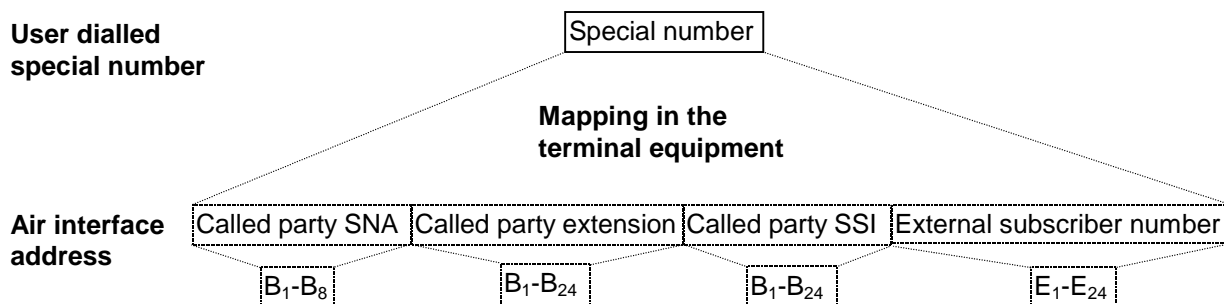 User dialled
special number
Special number
Mapping in the
terminal equipment
Air interface
address
Called party SNA Called party extension Called party SSI External subscriber number
B1-B8 B1-B24 B1-B24 E1-E24